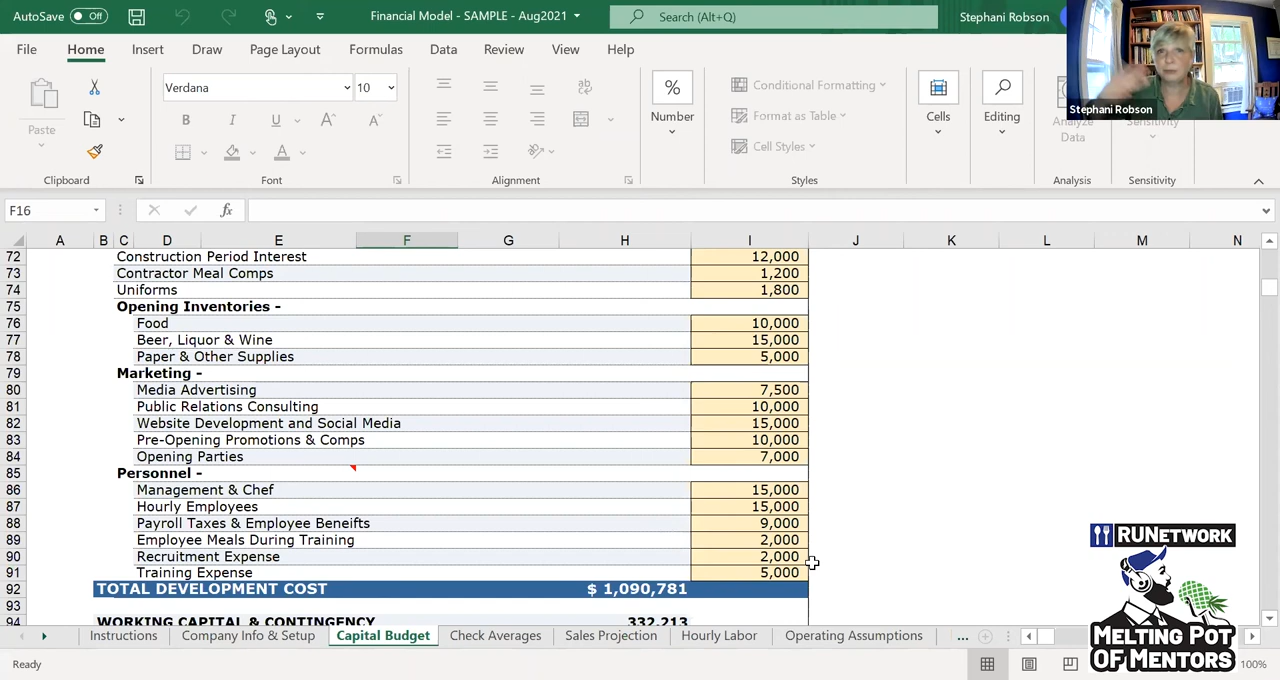 AutoSave Off Financial Model - SAMPLE - Aug2021 Search (Alt+Q) Stephani Robson
File Home Insert Draw Page Layout Formulas Data Review View Help
Stephani Robson
Paste
Clipboard
Verdana 10
B I U A A A
Font
Alignment
% Number
Conditional Formatting
Format as Table
Cell Styles
Styles
Cells
Editing
Analyze Data
Analysis
Sensitivity
Sensitivity
F16 fx
A B C D E F G H I J K L M N
72 Construction Period Interest 12,000
73 Contractor Meal Comps 1,200
74 Uniforms 1,800
75 Opening Inventories -
76 Food 10,000
77 Beer, Liquor & Wine 15,000
78 Paper & Other Supplies 5,000
79 Marketing -
80 Media Advertising 7,500
81 Public Relations Consulting 10,000
82 Website Development and Social Media 15,000
83 Pre-Opening Promotions & Comps 10,000
84 Opening Parties 7,000
85 Personnel -
86 Management & Chef 15,000
87 Hourly Employees 15,000
88 Payroll Taxes & Employee Beneifts 9,000
89 Employee Meals During Training 2,000
90 Recruitment Expense 2,000
91 Training Expense 5,000
92 TOTAL DEVELOPMENT COST $ 1,090,781
93
94 WORKING CAPITAL & CONTINGENCY 332,213
RUNETWORK
MELTING POT
OF MENTORS
Instructions Company Info & Setup Capital Budget Check Averages Sales Projection Hourly Labor Operating Assumptions ...
Ready 100%